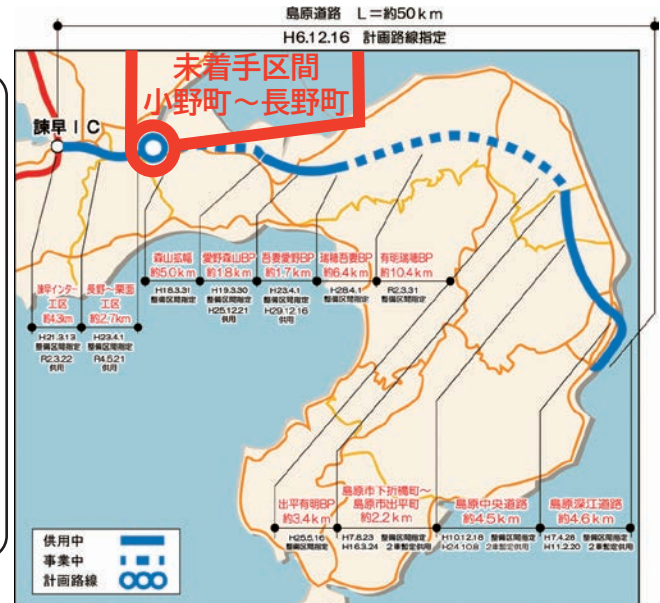 島原道路 L=約50km
H6.12.16 計画路線指定
未着手区間
小野町～長野町
諫早IC
諫早インター
工区
約4.3km
H21.3.13
整備区間指定
R2.3.22
供用
長野～栗面
工区
約2.7km
H23.4.1
整備区間指定
R4.5.21
供用
森山拡幅
約5.0km
H18.3.31
整備区間指定
愛野森山BP
約1.8km
H19.3.30
整備区間指定
H25.12.21
供用
吾妻愛野BP
約1.7km
H23.4.1
整備区間指定
H29.12.16
供用
瑞穂吾妻BP
約6.4km
H28.4.1
整備区間指定
有明瑞穂BP
約10.4km
R2.3.31
整備区間指定
出平有明BP
約3.4km
H25.5.16
整備区間指定
島原市下折橋町～
島原市出平町
約2.2km
H7.8.23 整備区間指定
H16.3.24 2車暫定供用
島原中央道路
約4.5km
H10.12.18 整備区間指定
2車暫定供用
島原深江道路
約4.6km
H7.4.28 整備区間指定
H11.2.20 2車暫定供用
供用中
事業中
計画路線